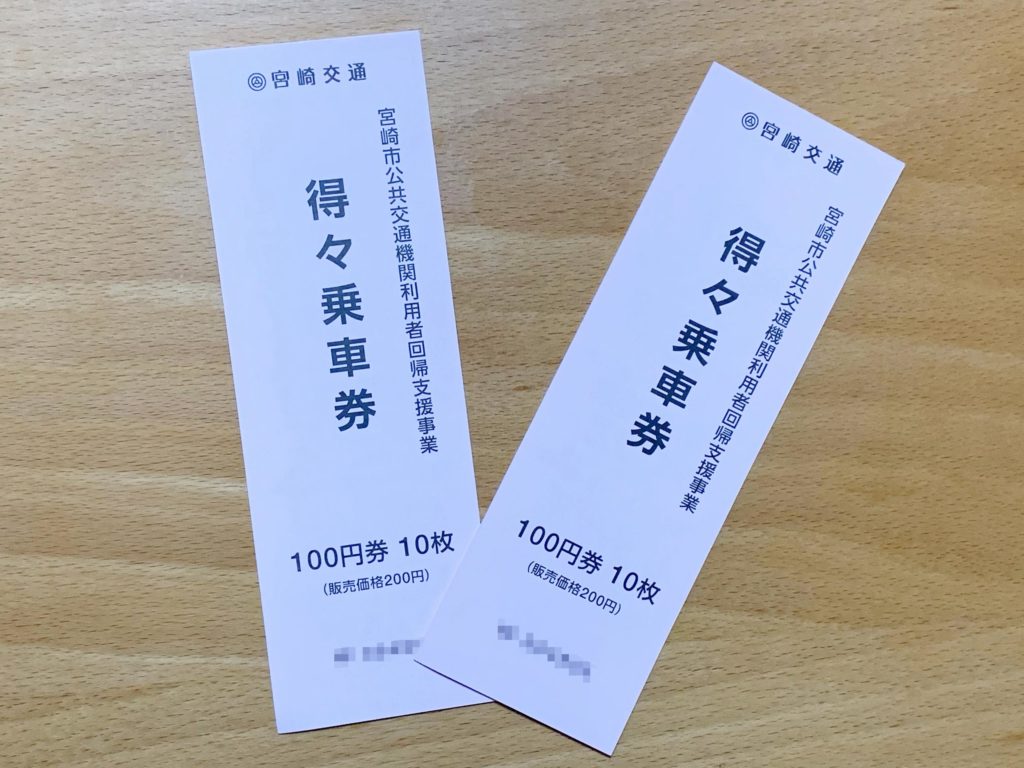 宮崎交通
宮崎市公共交通機関利用者回帰支援事業
得々乗車券
100円券 10枚
（販売価格200円）
宮崎交通
宮崎市公共交通機関利用者回帰支援事業
得々乗車券
100円券 10枚
（販売価格200円）